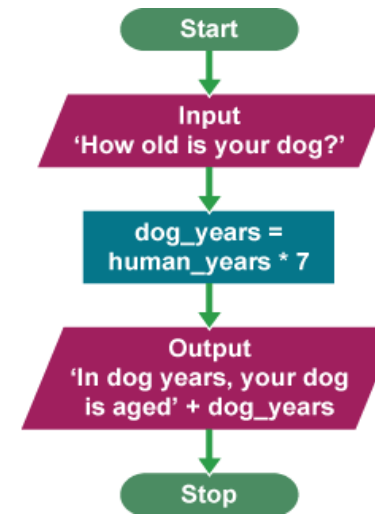 Start
Input
‘How old is your dog?’
dog_years =
human_years * 7
Output
‘In dog years, your dog
is aged’ + dog_years
Stop